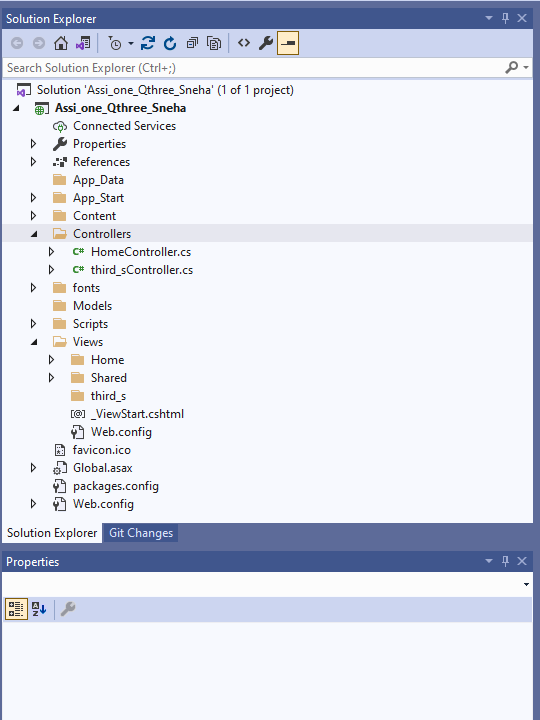 Solution Explorer
Search Solution Explorer (Ctrl+;)
Solution 'Assi_one_Qthree_Sneha' (1 of 1 project)
Assi_one_Qthree_Sneha
Connected Services
Properties
References
App_Data
App_Start
Content
Controllers
C# HomeController.cs
C# third_sController.cs
fonts
Models
Scripts
Views
Home
Shared
third_s
[@] _ViewStart.cshtml
Web.config
favicon.ico
Global.asax
packages.config
Web.config
Solution Explorer Git Changes
Properties